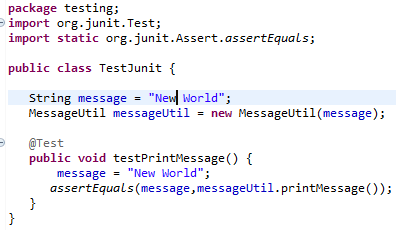 package testing;
import org.junit.Test;
import static org.junit.Assert.assertEquals;
public class TestJunit {
String message = "New World";
MessageUtil messageUtil = new MessageUtil(message);
@Test
public void testPrintMessage() {
message = "New World";
assertEquals(message,messageUtil.printMessage());
}
}